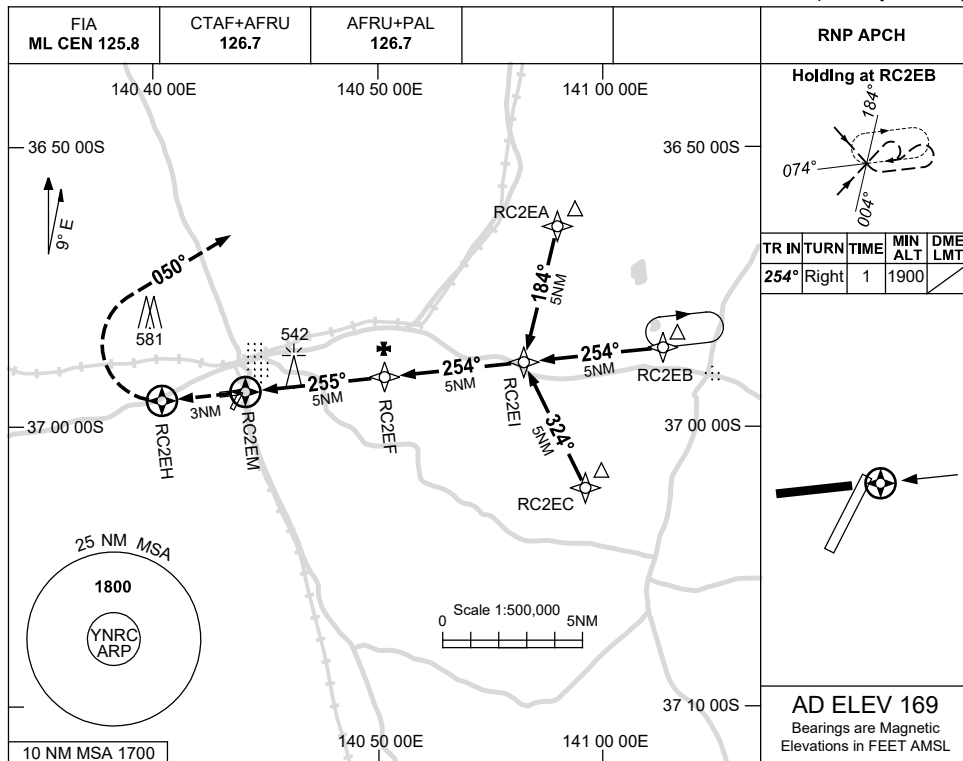 FIA
ML CEN 125.8
CTAF+AFRU
126.7
AFRU+PAL
126.7
RNP APCH
140 40 00E
140 50 00E
141 00 00E
36 50 00S
36 50 00S
9° E
RC2EA
184°
5NM
050°
581
542
254°
5NM
RC2EB
254°
5NM
255°
5NM
3NM
RC2EH
RC2EM
RC2EF
RC2EI
324°
5NM
RC2EC
37 00 00S
37 00 00S
25 NM MSA
1800
YNRC
ARP
Scale 1:500,000
0
5NM
37 10 00S
10 NM MSA 1700
140 50 00E
141 00 00E
Holding at RC2EB
184°
074°
004°
TR IN TURN TIME MIN ALT DME LMT
254° Right 1 1900
AD ELEV 169
Bearings are Magnetic
Elevations in FEET AMSL